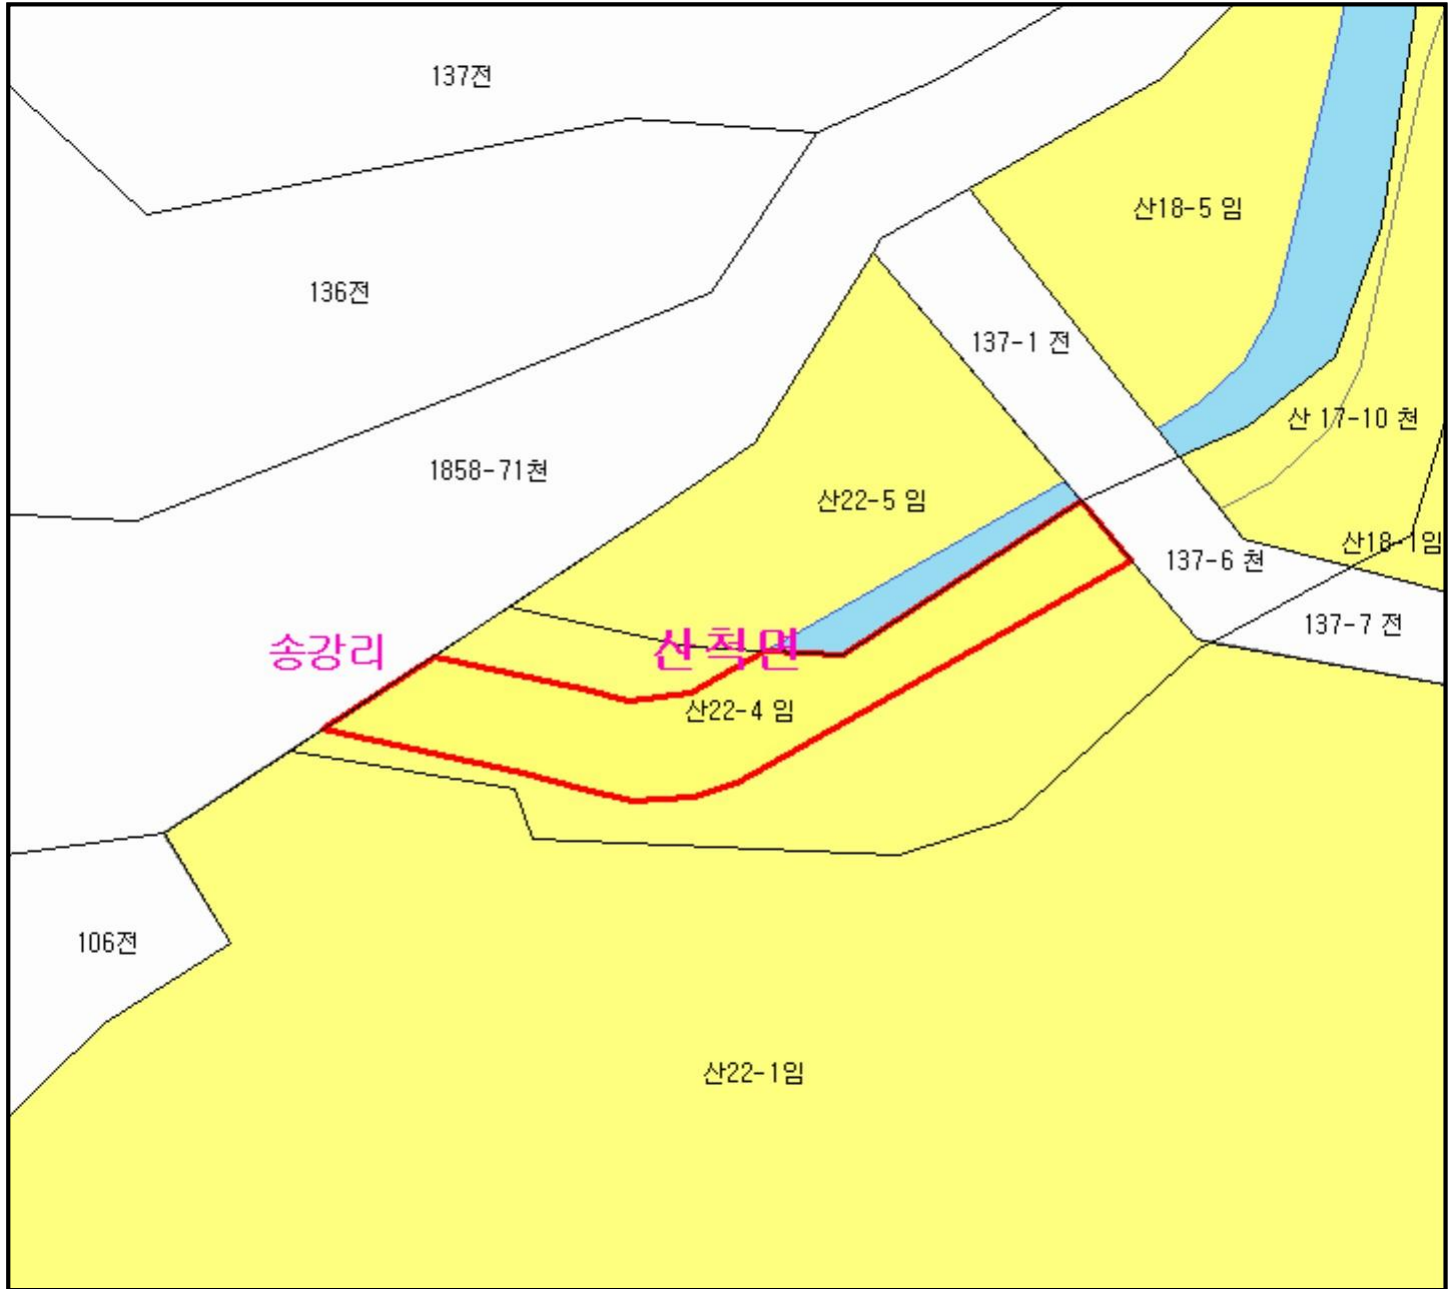 137전
산18-5 임
136전
137-1 전
산 17-10 천
1858-71천
산22-5 임
산18-1임
137-6 천
137-7 전
송강리
산척면
산22-4 임
106전
산22-1임